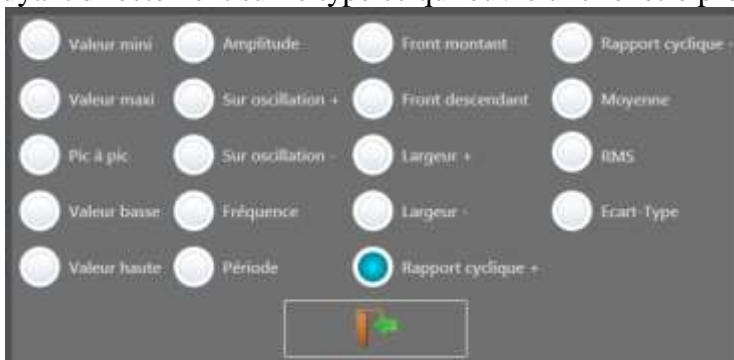 Valeur mini Amplitude Front montant Rapport cyclique -
Valeur maxi Sur oscillation + Front descendant Moyenne
Pic à pic Sur oscillation - Largeur + RMS
Valeur basse Fréquence Largeur - Ecart-Type
Valeur haute Période Rapport cyclique +